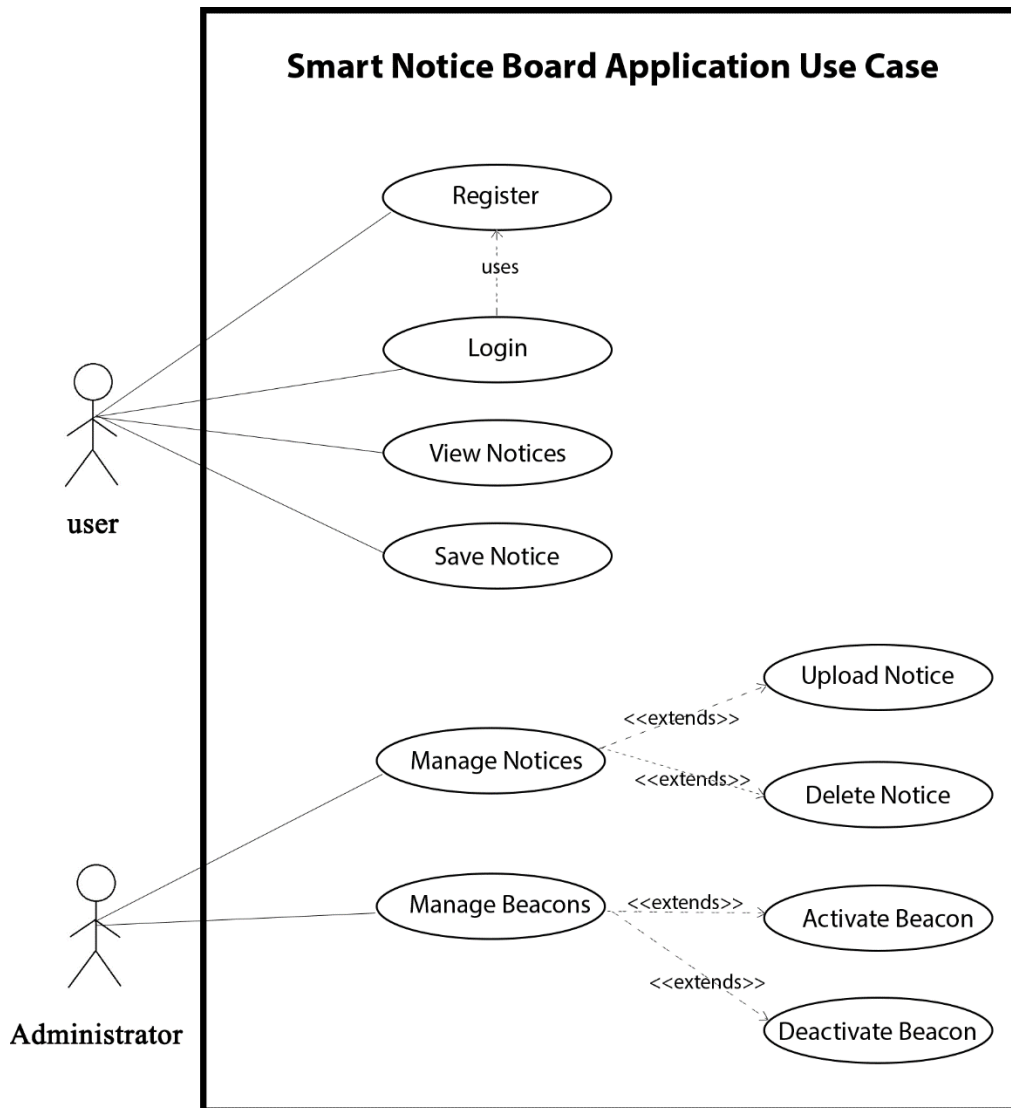 Smart Notice Board Application Use Case
Register
uses
Login
View Notices
user
Save Notice
Upload Notice
<<extends>>
Manage Notices
<<extends>>
Delete Notice
Manage Beacons
<<extends>>
Activate Beacon
<<extends>>
Administrator
Deactivate Beacon